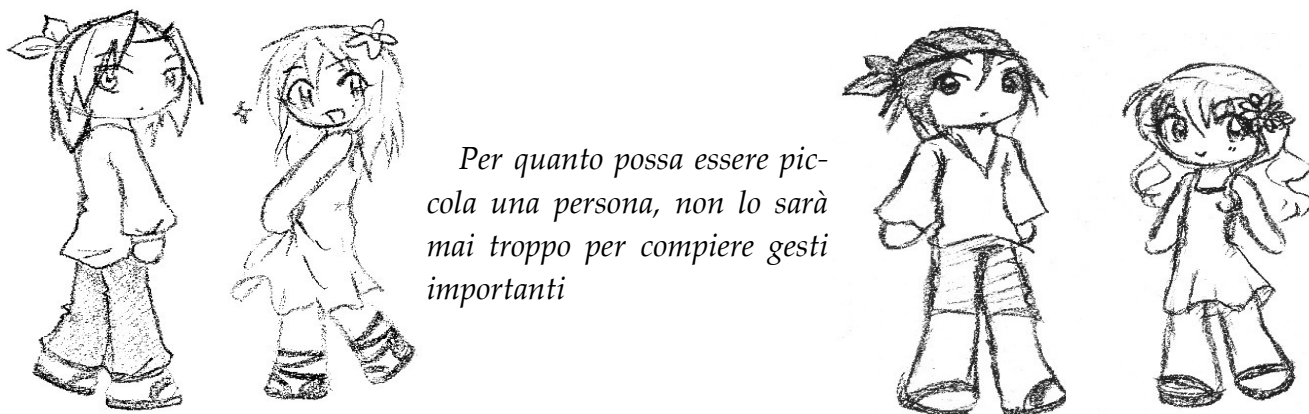 Per quanto possa essere pic-
cola una persona, non lo sarà
mai troppo per compiere gesti
importanti